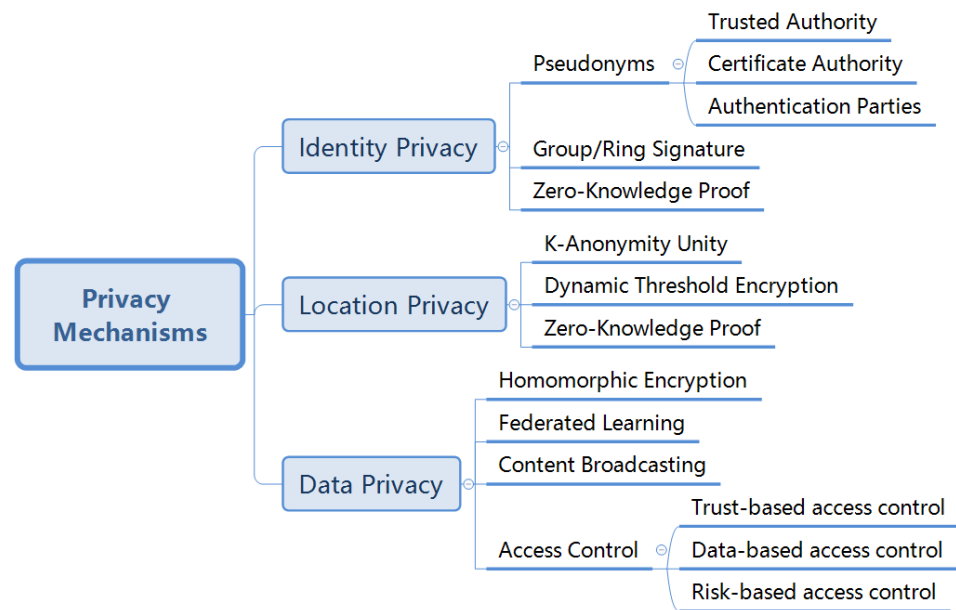 Privacy
Mechanisms
Identity Privacy
Pseudonyms
Trusted Authority
Certificate Authority
Authentication Parties
Group/Ring Signature
Zero-Knowledge Proof
Location Privacy
K-Anonymity Unity
Dynamic Threshold Encryption
Zero-Knowledge Proof
Data Privacy
Homomorphic Encryption
Federated Learning
Content Broadcasting
Access Control
Trust-based access control
Data-based access control
Risk-based access control